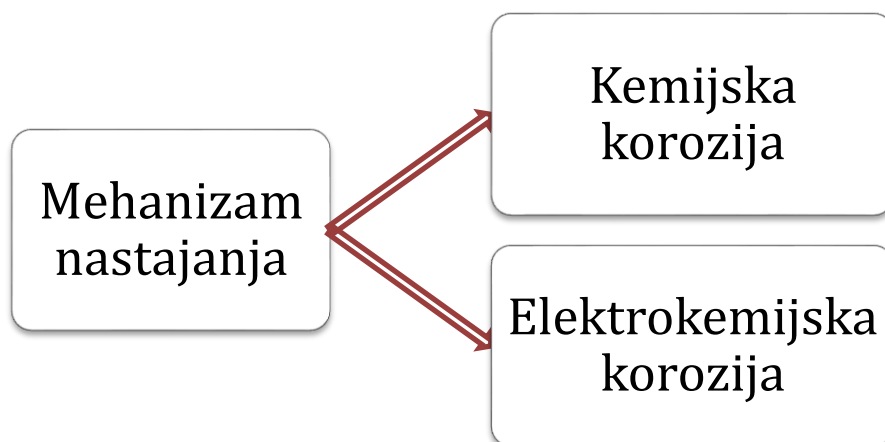 Mehanizam
nastajanja
Kemijska
korozija
Elektrokemijska
korozija